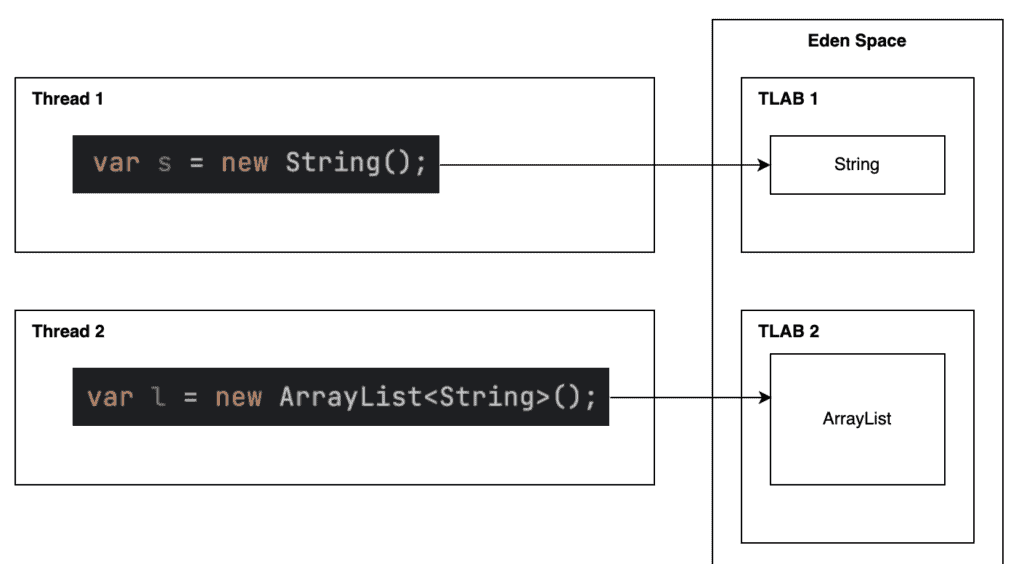 Eden Space
Thread 1
TLAB 1
var s = new String();
String
Thread 2
TLAB 2
var l = new ArrayList<String>();
ArrayList